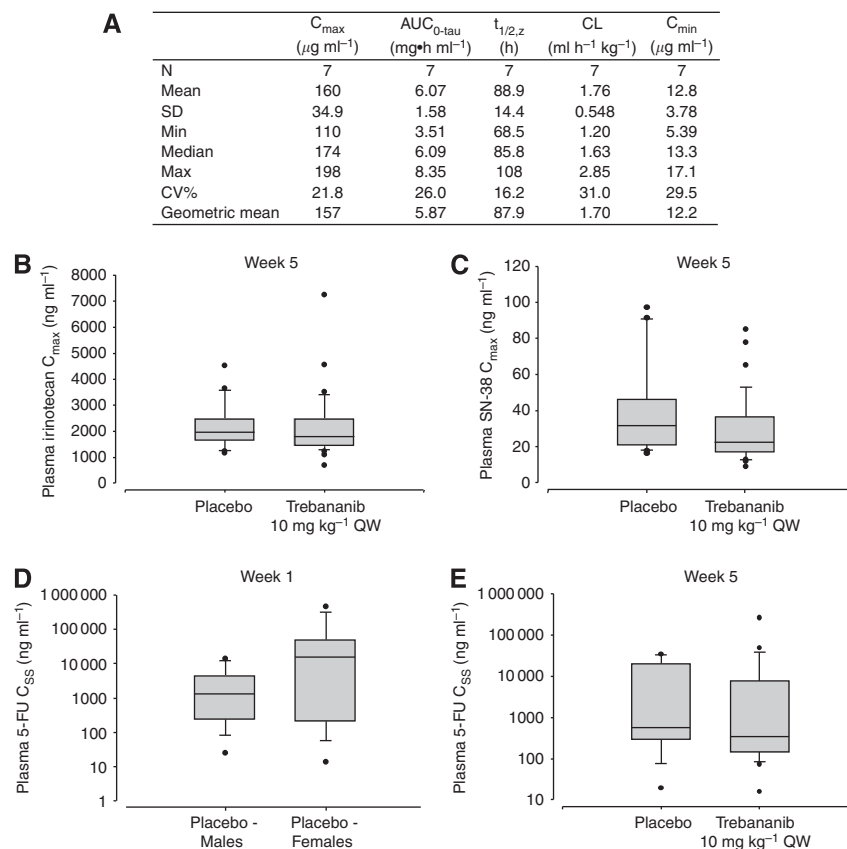 A
Cmax AUC0-tau t1/2,z CL Cmin
(μg ml−1) (mg•h ml−1) (h) (ml h−1 kg−1) (μg ml−1)
N 7 7 7 7 7
Mean 160 6.07 88.9 1.76 12.8
SD 34.9 1.58 14.4 0.548 3.78
Min 110 3.51 68.5 1.20 5.39
Median 174 6.09 85.8 1.63 13.3
Max 198 8.35 108 2.85 17.1
CV% 21.8 26.0 16.2 31.0 29.5
Geometric mean 157 5.87 87.9 1.70 12.2
B
Week 5
Plasma irinotecan Cmax (ng ml−1)
8000
7000
6000
5000
4000
3000
2000
1000
0
Placebo Trebananib
10 mg kg−1 QW
C
Week 5
Plasma SN-38 Cmax (ng ml−1)
120
100
80
60
40
20
0
Placebo Trebananib
10 mg kg−1 QW
D
Week 1
Plasma 5-FU CSS (ng ml−1)
1 000 000
100 000
10 000
1000
100
10
1
Placebo - Placebo -
Males Females
E
Week 5
Plasma 5-FU CSS (ng ml−1)
1 000 000
100 000
10 000
1000
100
10
Placebo Trebananib
10 mg kg−1 QW